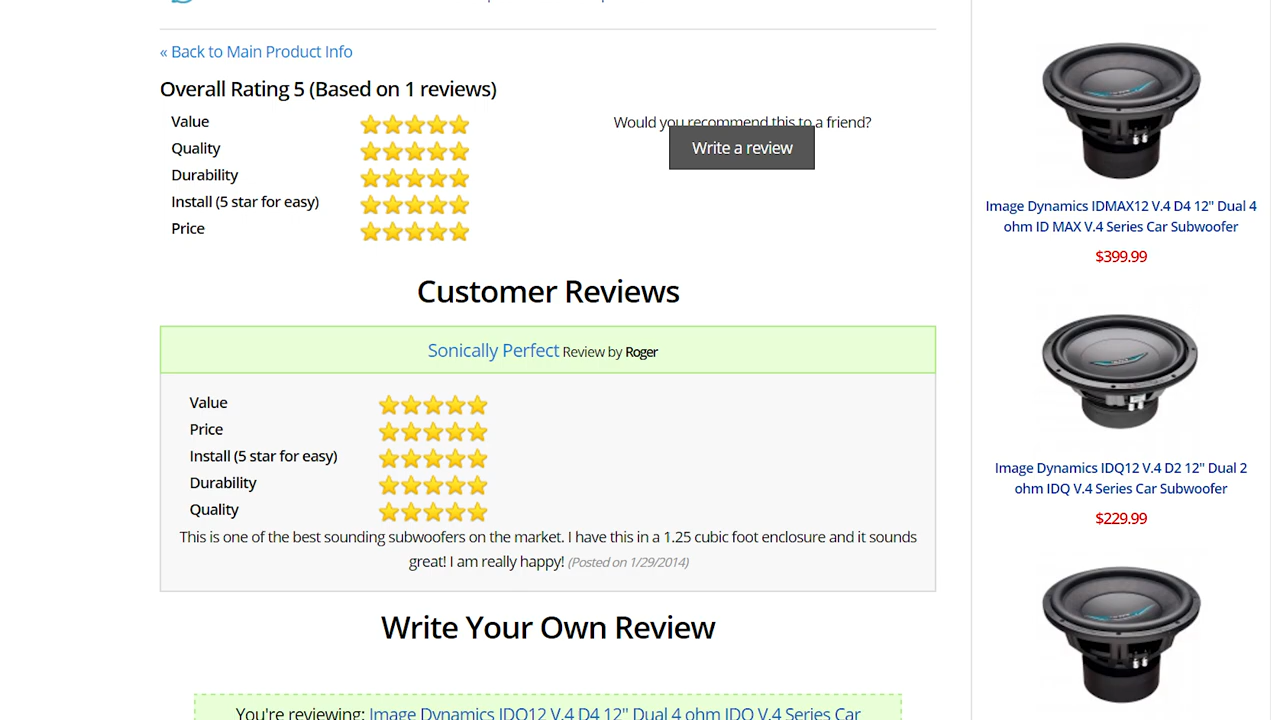 « Back to Main Product Info
Overall Rating 5 (Based on 1 reviews)
Value
Quality
Durability
Install (5 star for easy)
Price
Would you recommend this to a friend?
Write a review
Customer Reviews
Sonically Perfect Review by Roger
Value
Price
Install (5 star for easy)
Durability
Quality
This is one of the best sounding subwoofers on the market. I have this in a 1.25 cubic foot enclosure and it sounds
great! I am really happy! (Posted on 1/29/2014)
Write Your Own Review
You're reviewing: Image Dynamics IDQ12 V.4 D4 12" Dual 4 ohm IDQ V.4 Series Car
Image Dynamics IDMAX12 V.4 D4 12" Dual 4
ohm ID MAX V.4 Series Car Subwoofer
$399.99
Image Dynamics IDQ12 V.4 D2 12" Dual 2
ohm IDQ V.4 Series Car Subwoofer
$229.99